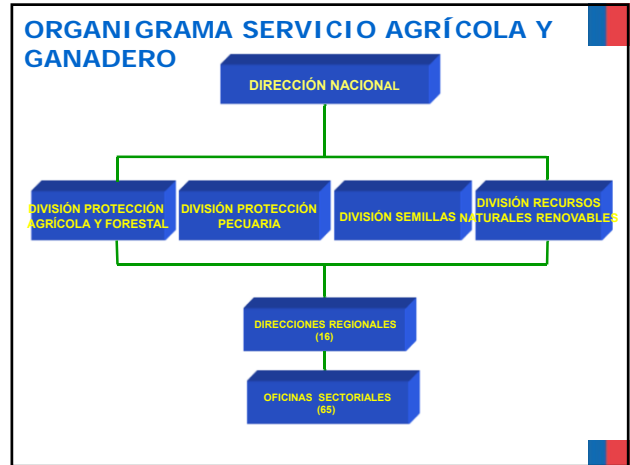 ORGANIGRAMA SERVICIO AGRÍCOLA Y
GANADERO
DIRECCIÓN NACIONAL
DIVISIÓN PROTECCIÓN
AGRÍCOLA Y FORESTAL
DIVISIÓN PROTECCIÓN
PECUARIA
DIVISIÓN SEMILLAS
DIVISIÓN RECURSOS
NATURALES RENOVABLES
DIRECCIONES REGIONALES
(16)
OFICINAS SECTORIALES
(65)